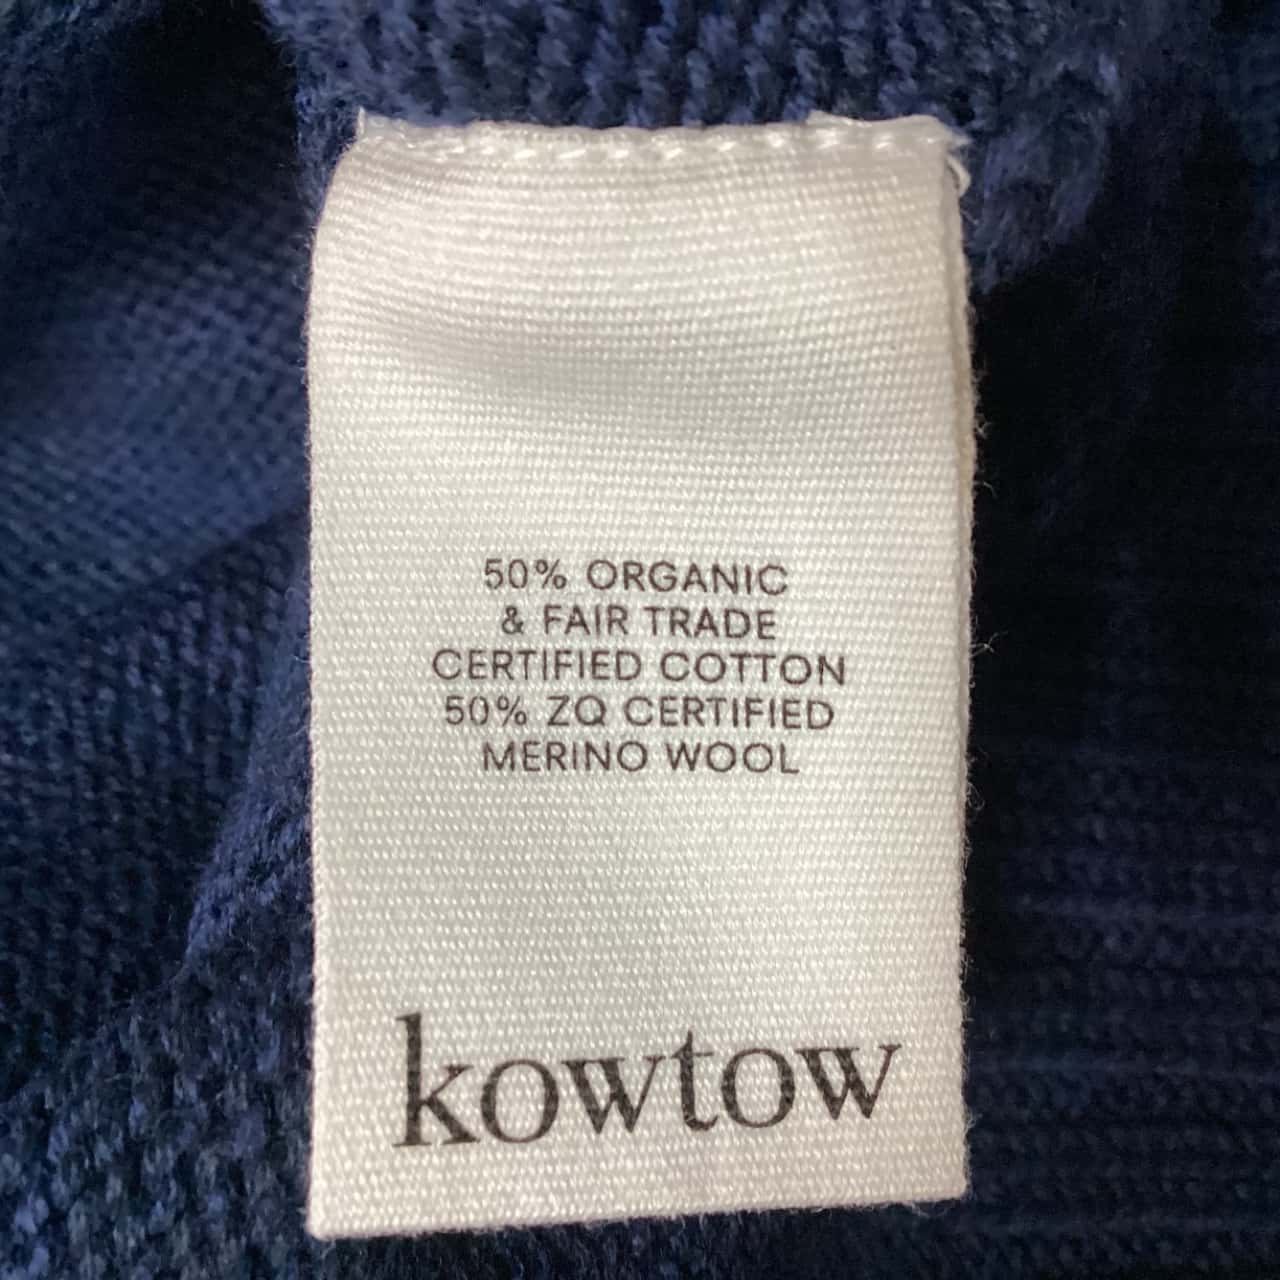 50% ORGANIC
& FAIR TRADE
CERTIFIED COTTON
50% ZQ CERTIFIED
MERINO WOOL
kowtow